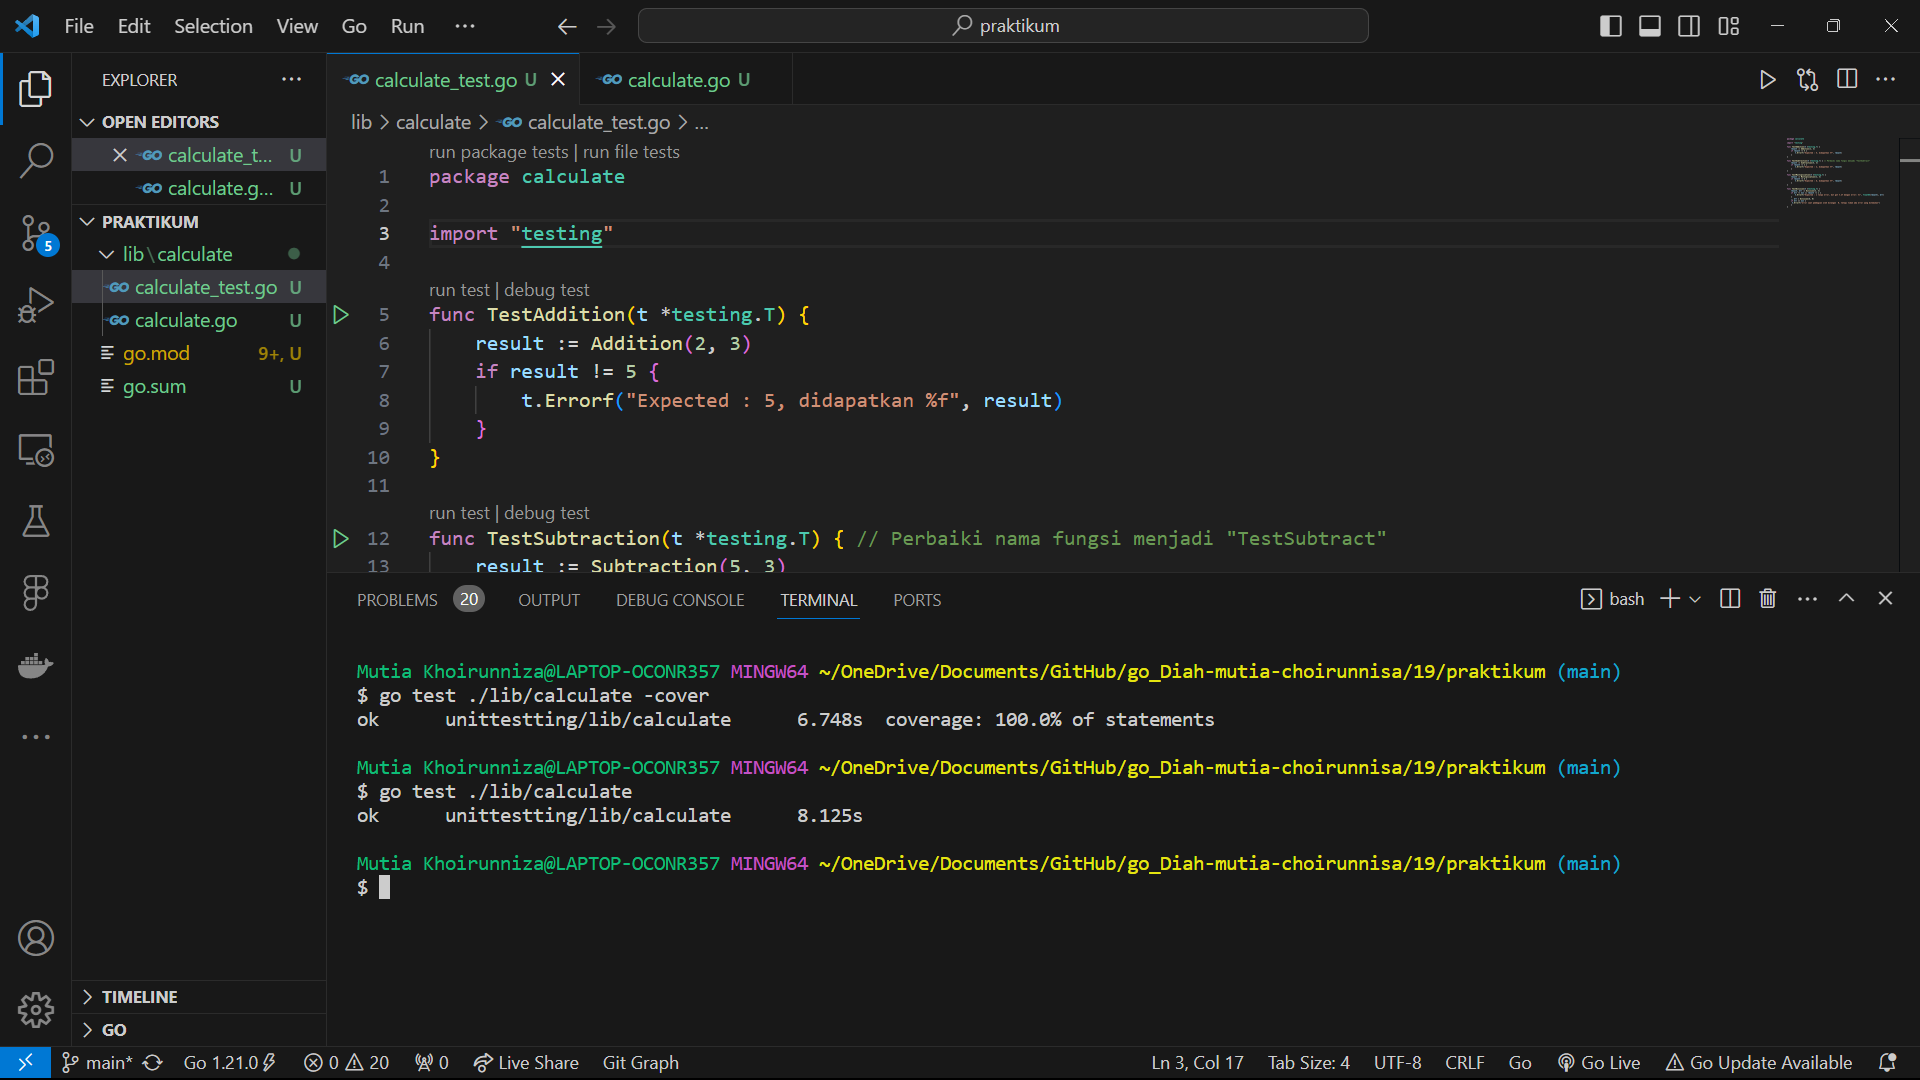 File Edit Selection View Go Run ··· praktikum
EXPLORER ···
OPEN EDITORS
GO calculate_t... U
GO calculate.g... U
PRAKTIKUM
lib\calculate
GO calculate_test.go U
GO calculate.go U
go.mod 9+, U
go.sum U
TIMELINE
GO
GO calculate_test.go U GO calculate.go U
lib > calculate > GO calculate_test.go > ...
run package tests | run file tests
1 package calculate
2
3 import "testing"
4
run test | debug test
5 func TestAddition(t *testing.T) {
6 result := Addition(2, 3)
7 if result != 5 {
8 t.Errorf("Expected : 5, didapatkan %f", result)
9 }
10 }
11
run test | debug test
12 func TestSubtraction(t *testing.T) { // Perbaiki nama fungsi menjadi "TestSubtract"
13 result := Subtraction(5, 3)
PROBLEMS 20 OUTPUT DEBUG CONSOLE TERMINAL PORTS bash
Mutia Khoirunniza@LAPTOP-OCONR357 MINGW64 ~/OneDrive/Documents/GitHub/go_Diah-mutia-choirunnisa/19/praktikum (main)
$ go test ./lib/calculate -cover
ok unittestting/lib/calculate 6.748s coverage: 100.0% of statements
Mutia Khoirunniza@LAPTOP-OCONR357 MINGW64 ~/OneDrive/Documents/GitHub/go_Diah-mutia-choirunnisa/19/praktikum (main)
$ go test ./lib/calculate
ok unittestting/lib/calculate 8.125s
Mutia Khoirunniza@LAPTOP-OCONR357 MINGW64 ~/OneDrive/Documents/GitHub/go_Diah-mutia-choirunnisa/19/praktikum (main)
$
5
main* Go 1.21.0 0 20 0 Live Share Git Graph Ln 3, Col 17 Tab Size: 4 UTF-8 CRLF Go Go Live Go Update Available